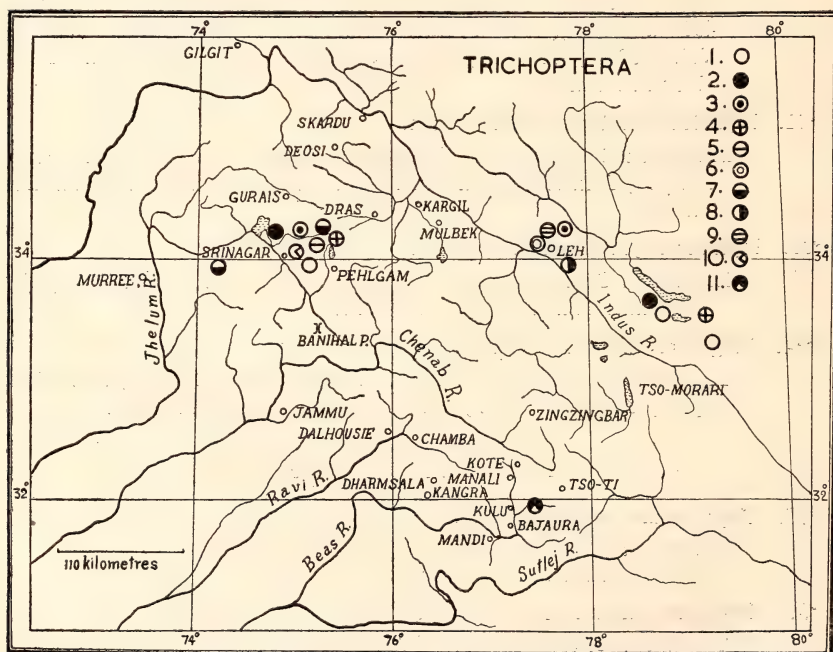 74°
76°
78°
80°
GILGIT
TRICHOPTERA
1.
2.
3.
4.
5.
6.
7.
8.
9.
10.
11.
SKARDU
DEOSI
GURAIS
DRAS
KARGIL
MULBEK
34°
SRINAGAR
LEH
34°
MURREE
PEHLGAM
Jhelum R.
BANIHAL P.
Chenab R.
Indus R.
TSO-MORARI
JAMMU
ZINGZINGBAR
DALHOUSIE
CHAMBA
KOTE
MANALI
TSO-TI
DHARMSALA
KANGRA
32°
32°
Ravi R.
KULU
BAJAURA
Beas R.
MANDI
Sutlej R.
110 kilometres
74°
76°
78°
80°